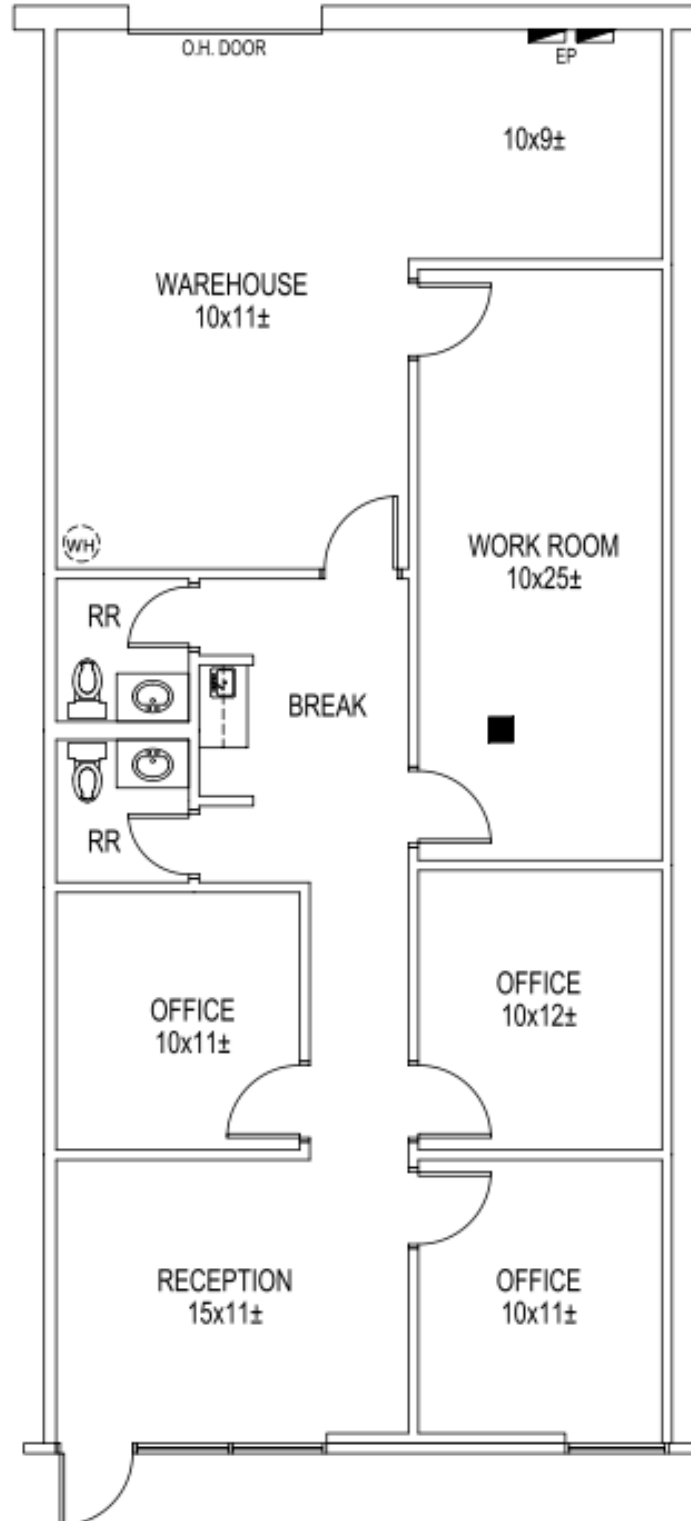 O.H. DOOR
EP
10x9±
WAREHOUSE
10x11±
WH
WORK ROOM
10x25±
RR
BREAK
RR
OFFICE
10x11±
OFFICE
10x12±
RECEPTION
15x11±
OFFICE
10x11±